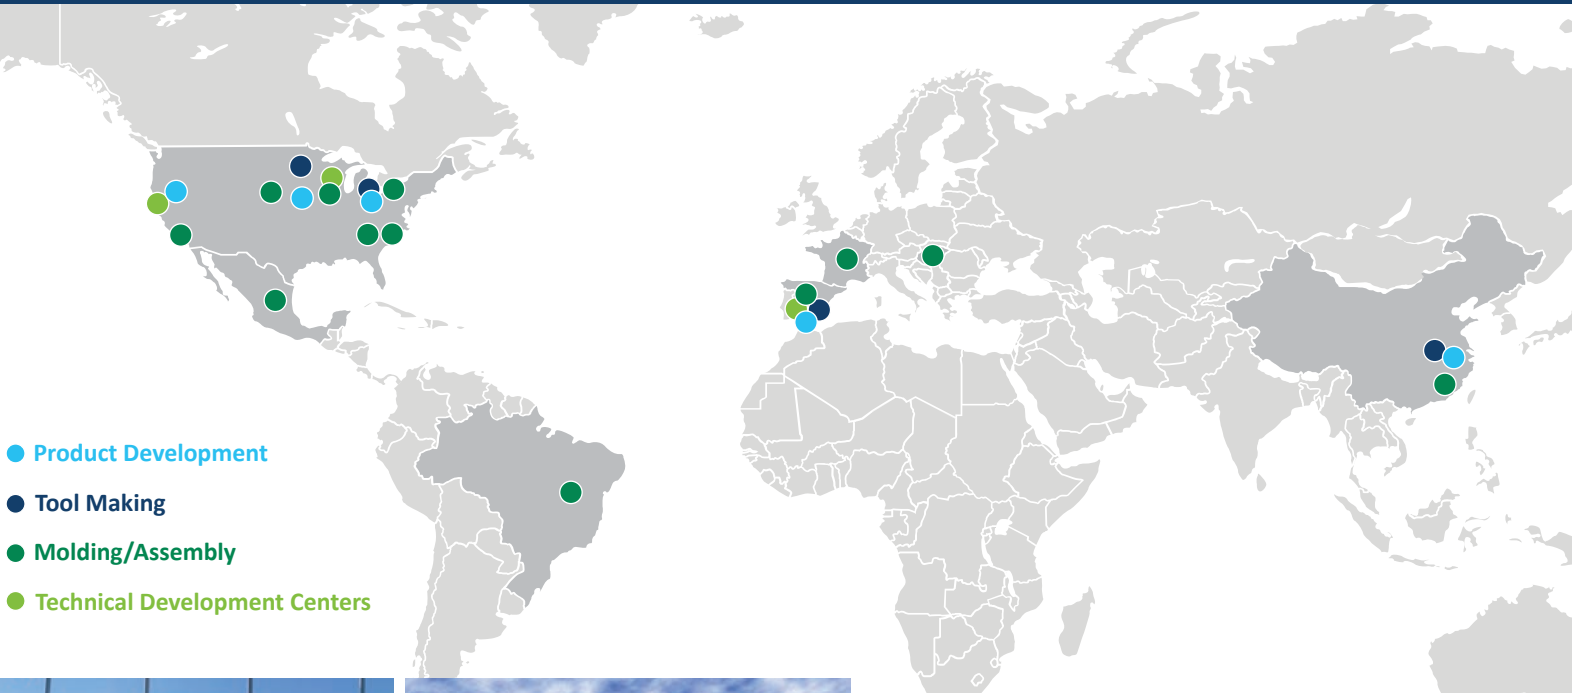 Product Development
Tool Making
Molding/Assembly
Technical Development Centers